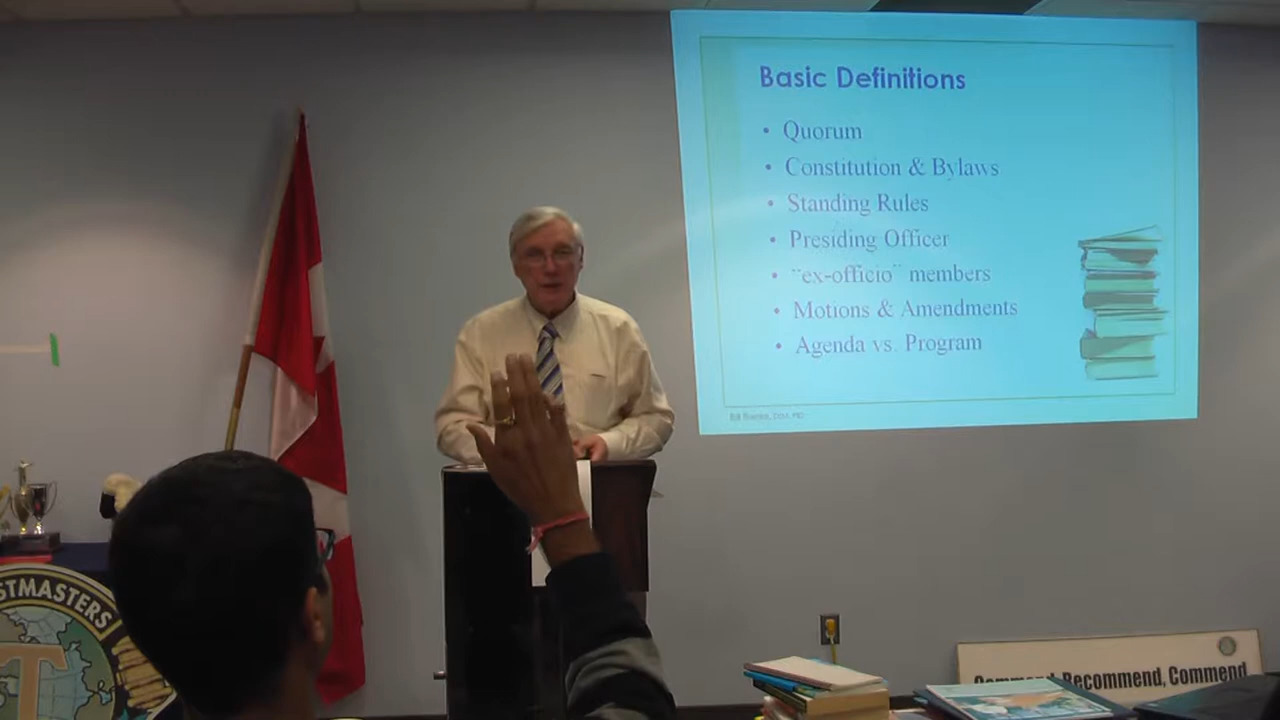 Basic Definitions
• Quorum
• Constitution & Bylaws
• Standing Rules
• Presiding Officer
• "ex-officio" members
• Motions & Amendments
• Agenda vs. Program
STMASTERS
T
Recommend, Commend